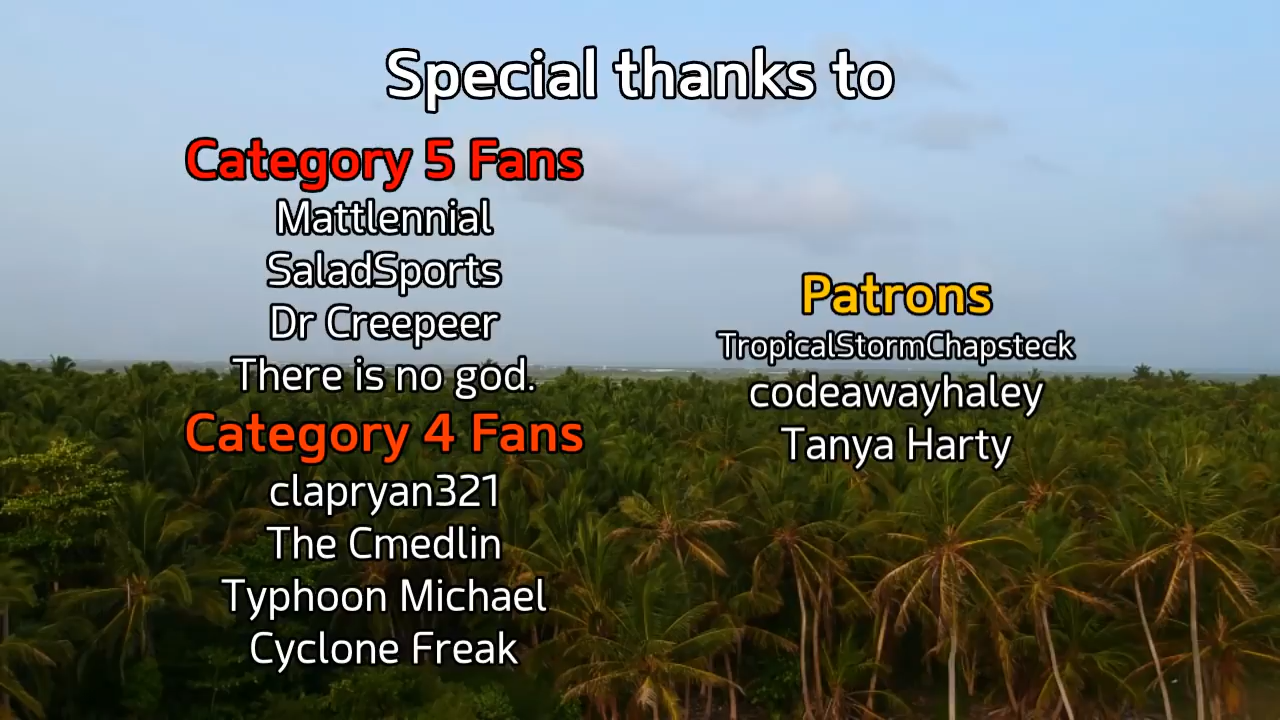 Special thanks to
Category 5 Fans
Mattlennial
SaladSports
Dr Creepeer
There is no god.
Category 4 Fans
clapryan321
The Cmedlin
Typhoon Michael
Cyclone Freak
Patrons
TropicalStormChapsteck
codeawayhaley
Tanya Harty